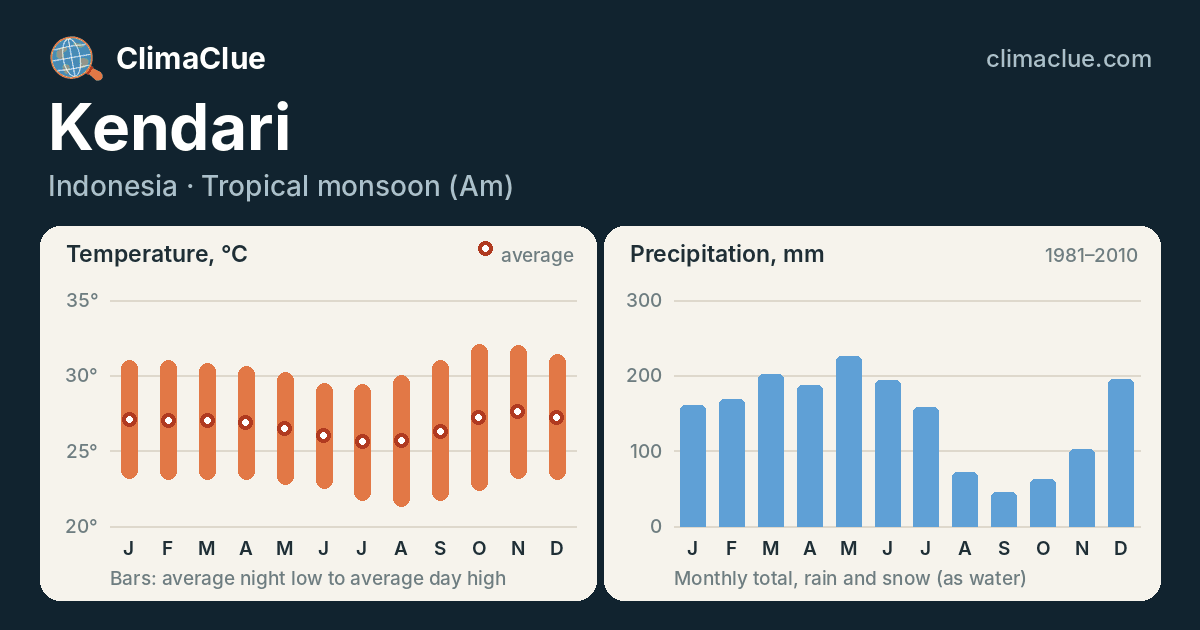 ClimaClue
climaclue.com
Kendari
Indonesia · Tropical monsoon (Am)
Temperature, °C
average
35°
30°
25°
20°
J F M A M J J A S O N D
Bars: average night low to average day high
Precipitation, mm
1981–2010
300
200
100
0
J F M A M J J A S O N D
Monthly total, rain and snow (as water)